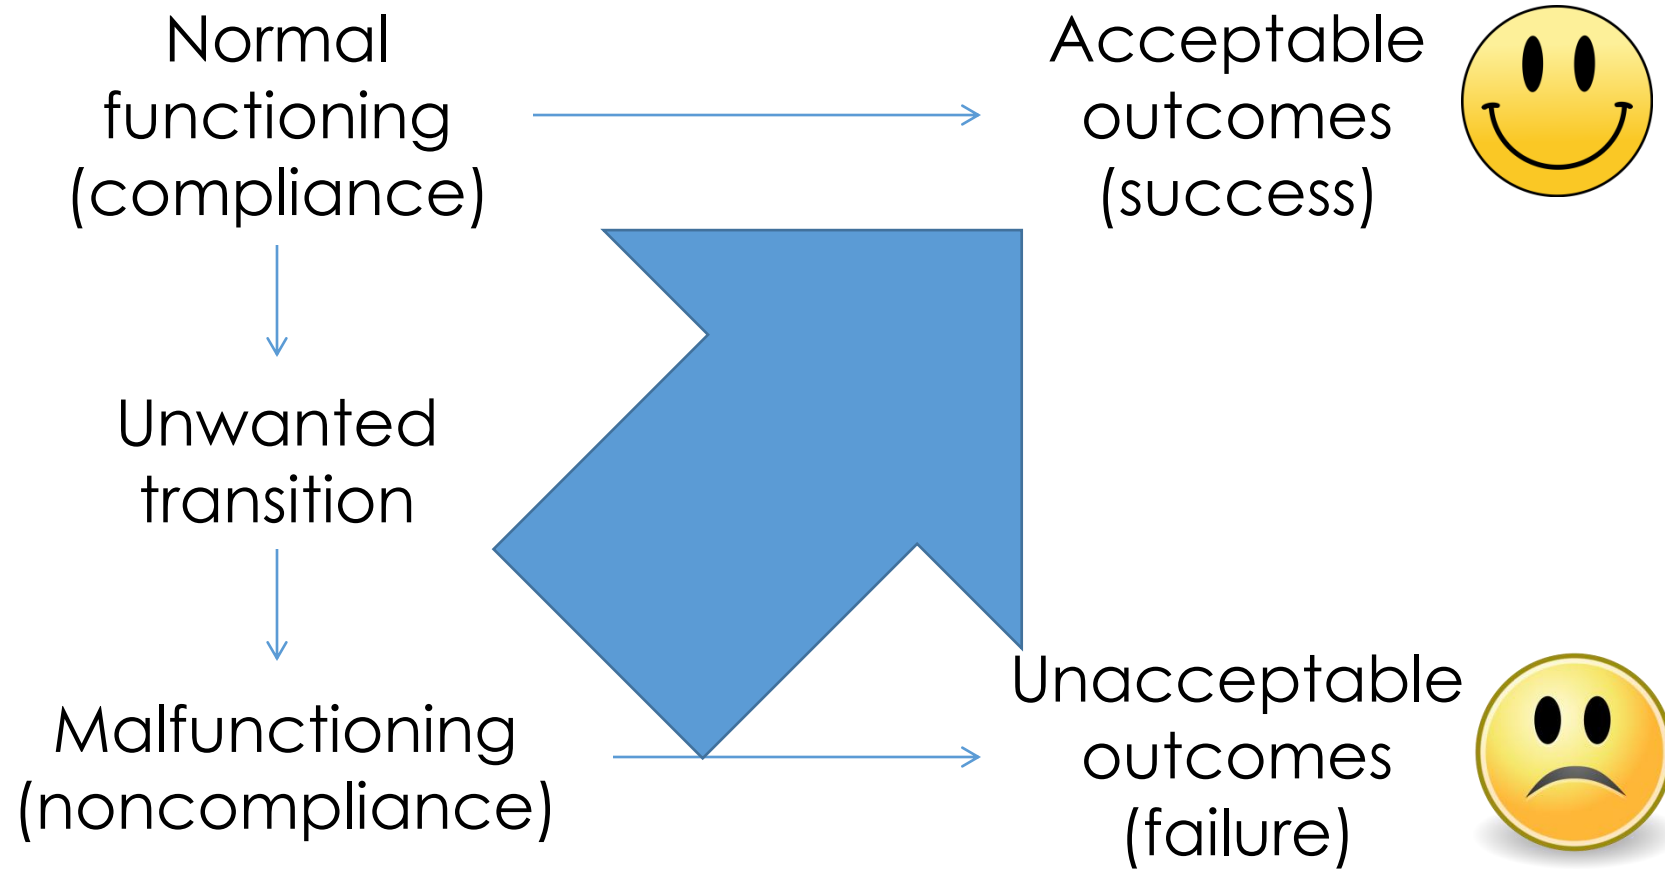 Normal
functioning
(compliance)
Acceptable
outcomes
(success)
Unwanted
transition
Malfunctioning
(noncompliance)
Unacceptable
outcomes
(failure)